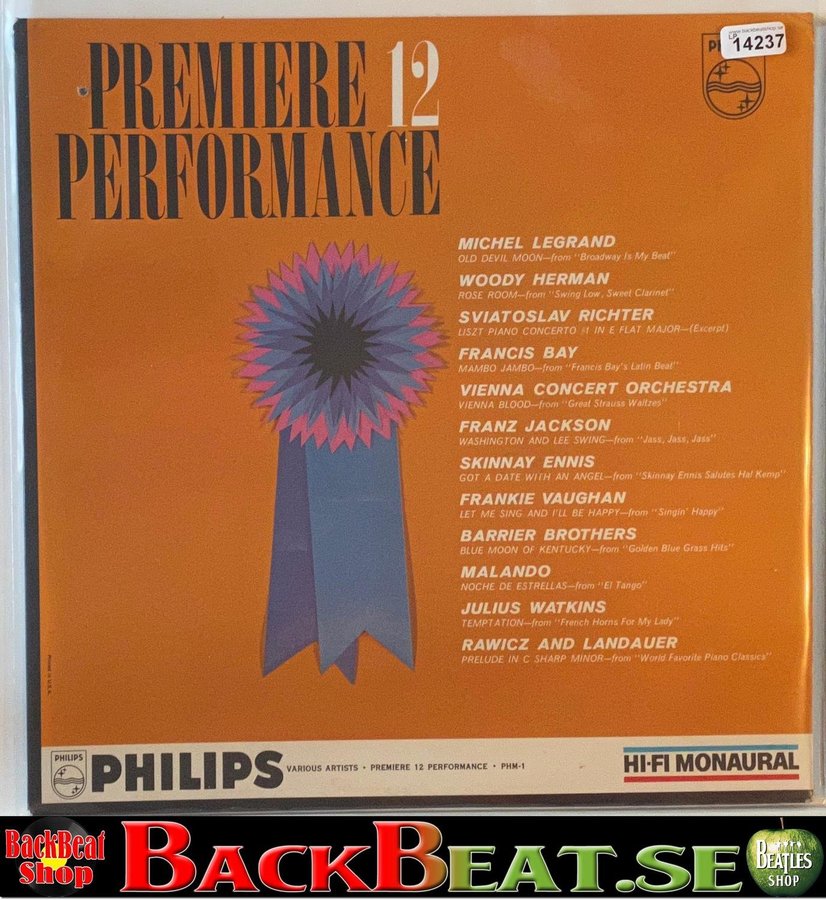 PREMIERE 12
PERFORMANCE
LP
14237
MICHEL LEGRAND
OLD DEVIL MOON—from "Broadway Is My Beat"
WOODY HERMAN
ROSE ROOM—from "Swing Low, Sweet Clarinet"
SVIATOSLAV RICHTER
LISZT PIANO CONCERTO #1 IN E FLAT MAJOR—(Excerpt)
FRANCIS BAY
MAMBO JAMBO—from "Francis Bay's Latin Beat"
VIENNA CONCERT ORCHESTRA
VIENNA BLOOD—from "Great Strauss Waltzes"
FRANZ JACKSON
WASHINGTON AND LEE SWING—from "Jass, Jass, Jass"
SKINNAY ENNIS
GOT A DATE WITH AN ANGEL—from "Skinnay Ennis Salutes Hal Kemp"
FRANKIE VAUGHAN
LET ME SING AND I'LL BE HAPPY—from "Singin' Happy"
BARRIER BROTHERS
BLUE MOON OF KENTUCKY—from "Golden Blue Grass Hits"
MALANDO
NOCHE DE ESTRELLAS—from "El Tango"
JULIUS WATKINS
TEMPTATION—from "French Horns For My Lady"
RAWICZ AND LANDAUER
PRELUDE IN C SHARP MINOR—from "World Favorite Piano Classics"
Printed in U.S.A.
PHILIPS
PHILIPS
VARIOUS ARTISTS • PREMIERE 12 PERFORMANCE • PHM-1
HI-FI MONAURAL
BackBeat
Shop
BACKBEAT.SE
BEATLES
SHOP